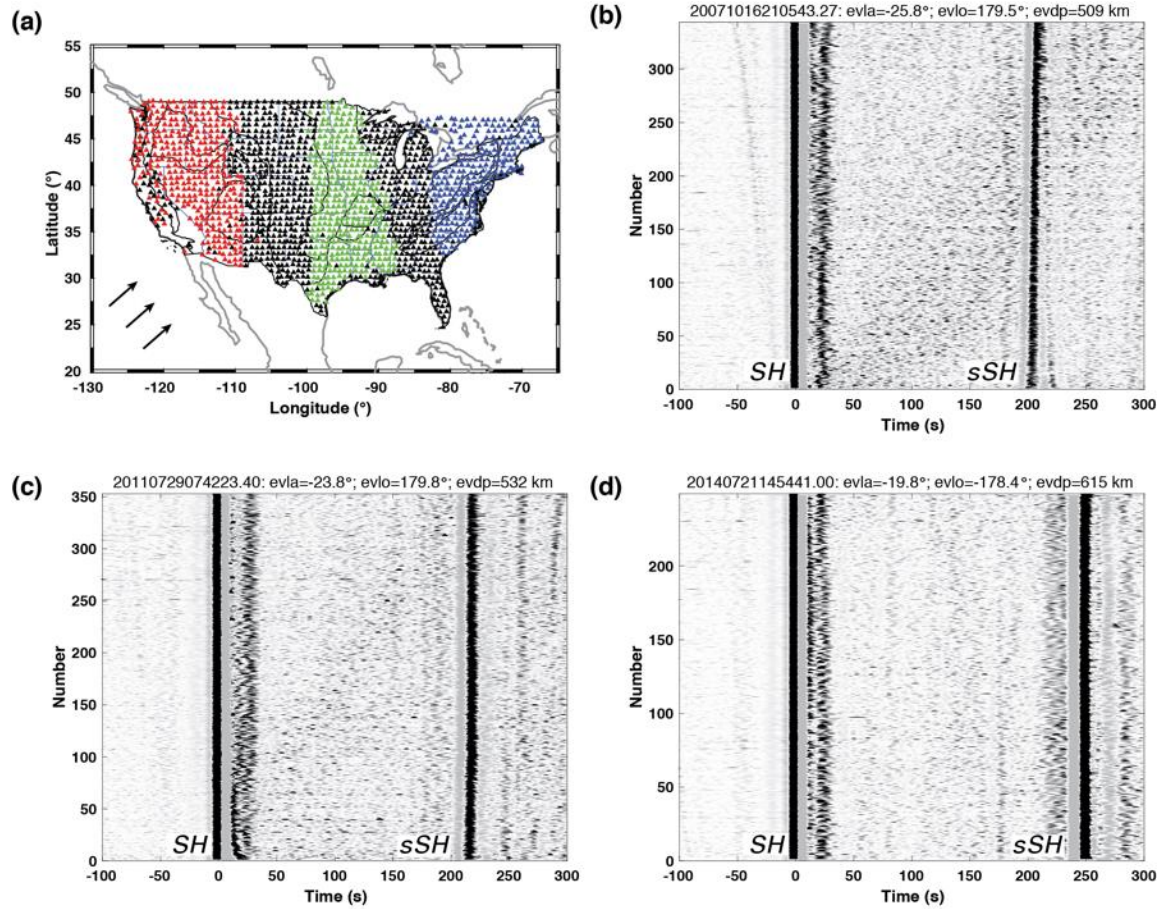 (a)
55
50
45
40
35
30
25
20
Latitude (°)
-130
-120
-110
-100
-90
-80
-70
Longitude (°)
(b)
20071016210543.27: evla=-25.8°; evlo=179.5°; evdp=509 km
300
250
200
150
100
50
0
Number
SH
sSH
-100
-50
0
50
100
150
200
250
300
Time (s)
(c)
20110729074223.40: evla=-23.8°; evlo=179.8°; evdp=532 km
350
300
250
200
150
100
50
0
Number
SH
sSH
-100
-50
0
50
100
150
200
250
300
Time (s)
(d)
20140721145441.00: evla=-19.8°; evlo=-178.4°; evdp=615 km
200
150
100
50
0
Number
SH
sSH
-100
-50
0
50
100
150
200
250
300
Time (s)